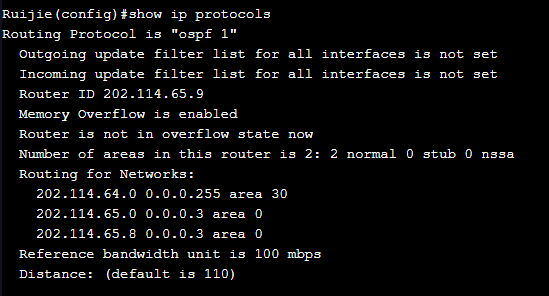 Ruijie(config)#show ip protocols
Routing Protocol is "ospf 1"
  Outgoing update filter list for all interfaces is not set
  Incoming update filter list for all interfaces is not set
  Router ID 202.114.65.9
  Memory Overflow is enabled
  Router is not in overflow state now
  Number of areas in this router is 2: 2 normal 0 stub 0 nssa
  Routing for Networks:
    202.114.64.0 0.0.0.255 area 30
    202.114.65.0 0.0.0.3 area 0
    202.114.65.8 0.0.0.3 area 0
  Reference bandwidth unit is 100 mbps
  Distance: (default is 110)